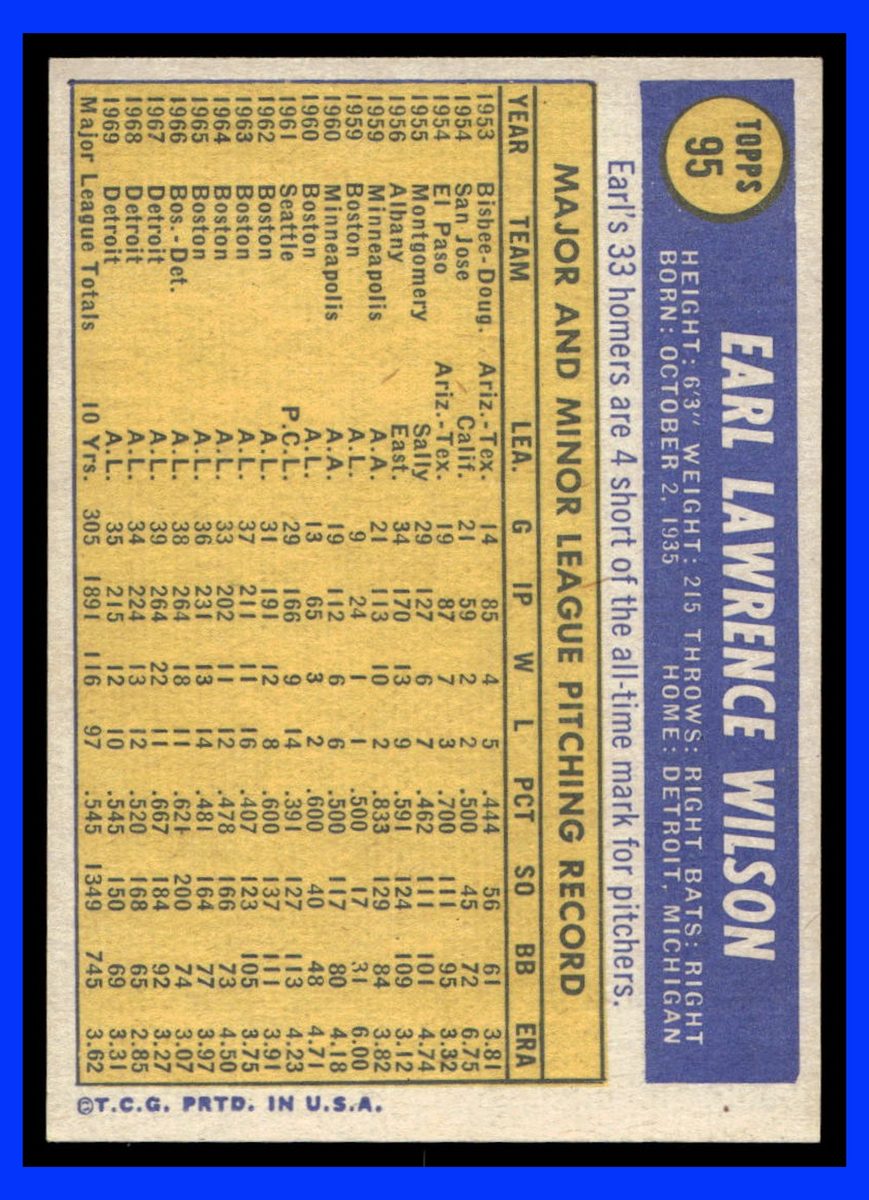 TOPPS
95
EARL LAWRENCE WILSON
HEIGHT: 6'3" WEIGHT: 215 THROWS: RIGHT BATS: RIGHT
BORN: OCTOBER 2, 1935 HOME: DETROIT, MICHIGAN
Earl's 33 homers are 4 short of the all-time mark for pitchers.
MAJOR AND MINOR LEAGUE PITCHING RECORD
YEAR TEAM LEA. G IP W L PCT SO BB ERA
1953 Bisbee-Doug. Ariz.-Tex. 14 85 4 5 .444 56 61 3.81
1954 San Jose Calif. 21 59 2 2 .500 45 72 6.75
1954 El Paso Ariz.-Tex. 19 87 7 3 .700 111 95 3.32
1955 Montgomery Sally 29 127 6 7 .462 111 101 4.74
1956 Albany East. 34 170 13 9 .591 124 109 3.12
1959 Minneapolis A.A. 21 113 10 2 .833 129 84 3.82
1959 Boston A.L. 9 24 1 1 .500 17 31 6.00
1960 Minneapolis A.A. 19 112 6 6 .500 117 80 4.18
1960 Boston A.L. 13 65 3 2 .600 40 48 4.71
1961 Seattle P.C.L. 29 166 9 14 .391 127 113 4.23
1962 Boston A.L. 31 191 12 8 .600 137 111 3.91
1963 Boston A.L. 37 211 11 16 .407 123 105 3.75
1964 Boston A.L. 33 202 11 12 .478 166 73 4.50
1965 Boston A.L. 36 231 13 14 .481 164 77 3.97
1966 Bos.-Det. A.L. 38 264 18 11 .621 200 74 3.07
1967 Detroit A.L. 39 264 22 11 .667 184 92 3.27
1968 Detroit A.L. 34 224 13 12 .520 168 65 2.85
1969 Detroit A.L. 35 215 12 10 .545 150 69 3.31
Major League Totals 10 Yrs. 305 1891 116 97 .545 1349 745 3.62
©T.C.G. PRTD. IN U.S.A.